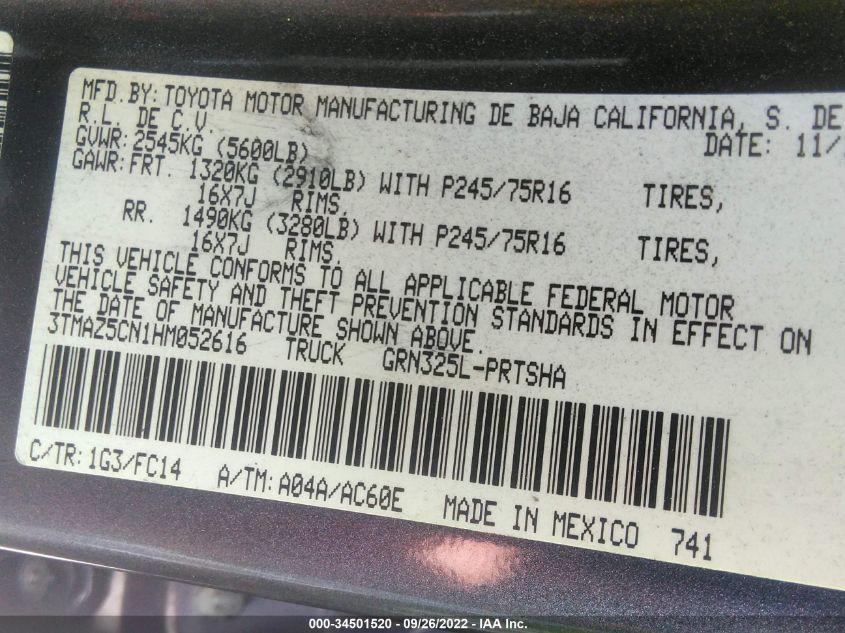 MFD.BY: TOYOTA MOTOR MANUFACTURING DE BAJA CALIFORNIA, S. DE
R.L. DE C.V.
DATE: 11/
GVWR: 2545KG (5600LB)
GAWR: FRT. 1320KG (2910LB) WITH P245/75R16 TIRES,
16X7J RIMS,
RR. 1490KG (3280LB) WITH P245/75R16 TIRES,
16X7J RIMS.
THIS VEHICLE CONFORMS TO ALL APPLICABLE FEDERAL MOTOR
VEHICLE SAFETY AND THEFT PREVENTION STANDARDS IN EFFECT ON
THE DATE OF MANUFACTURE SHOWN ABOVE.
3TMAZ5CN1HM052616 TRUCK GRN325L-PRTSHA
C/TR: 1G3/FC14 A/TM: A04A/AC60E MADE IN MEXICO 741
000-34501520 - 09/26/2022 - IAA Inc.